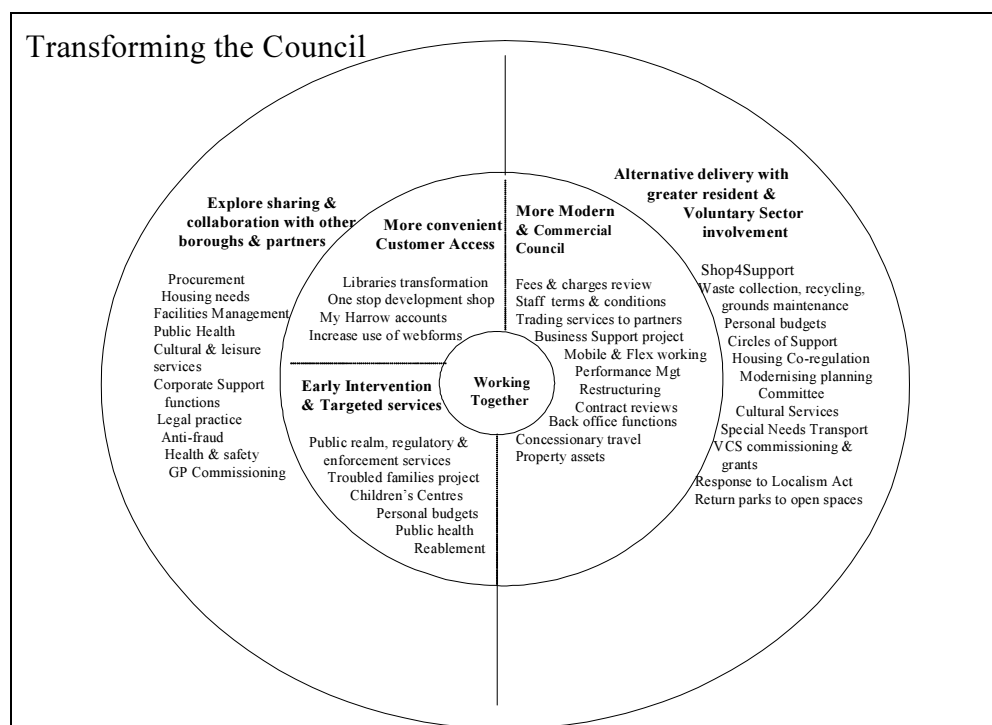 Transforming the Council
Explore sharing &
collaboration with other
boroughs & partners
Procurement
Housing needs
Facilities Management
Public Health
Cultural & leisure
services
Corporate Support
functions
Legal practice
Anti-fraud
Health & safety
GP Commissioning
More convenient
Customer Access
Libraries transformation
One stop development shop
My Harrow accounts
Increase use of webforms
Early Intervention
& Targeted services
Public realm, regulatory &
enforcement services
Troubled families project
Children's Centres
Personal budgets
Public health
Reablement
Working
Together
More Modern
& Commercial
Council
Fees & charges review
Staff terms & conditions
Trading services to partners
Business Support project
Mobile & Flex working
Performance Mgt
Restructuring
Contract reviews
Back office functions
Concessionary travel
Property assets
Alternative delivery with
greater resident &
Voluntary Sector
involvement
Shop4Support
Waste collection, recycling,
grounds maintenance
Personal budgets
Circles of Support
Housing Co-regulation
Modernising planning
Committee
Cultural Services
Special Needs Transport
VCS commissioning &
grants
Response to Localism Act
Return parks to open spaces